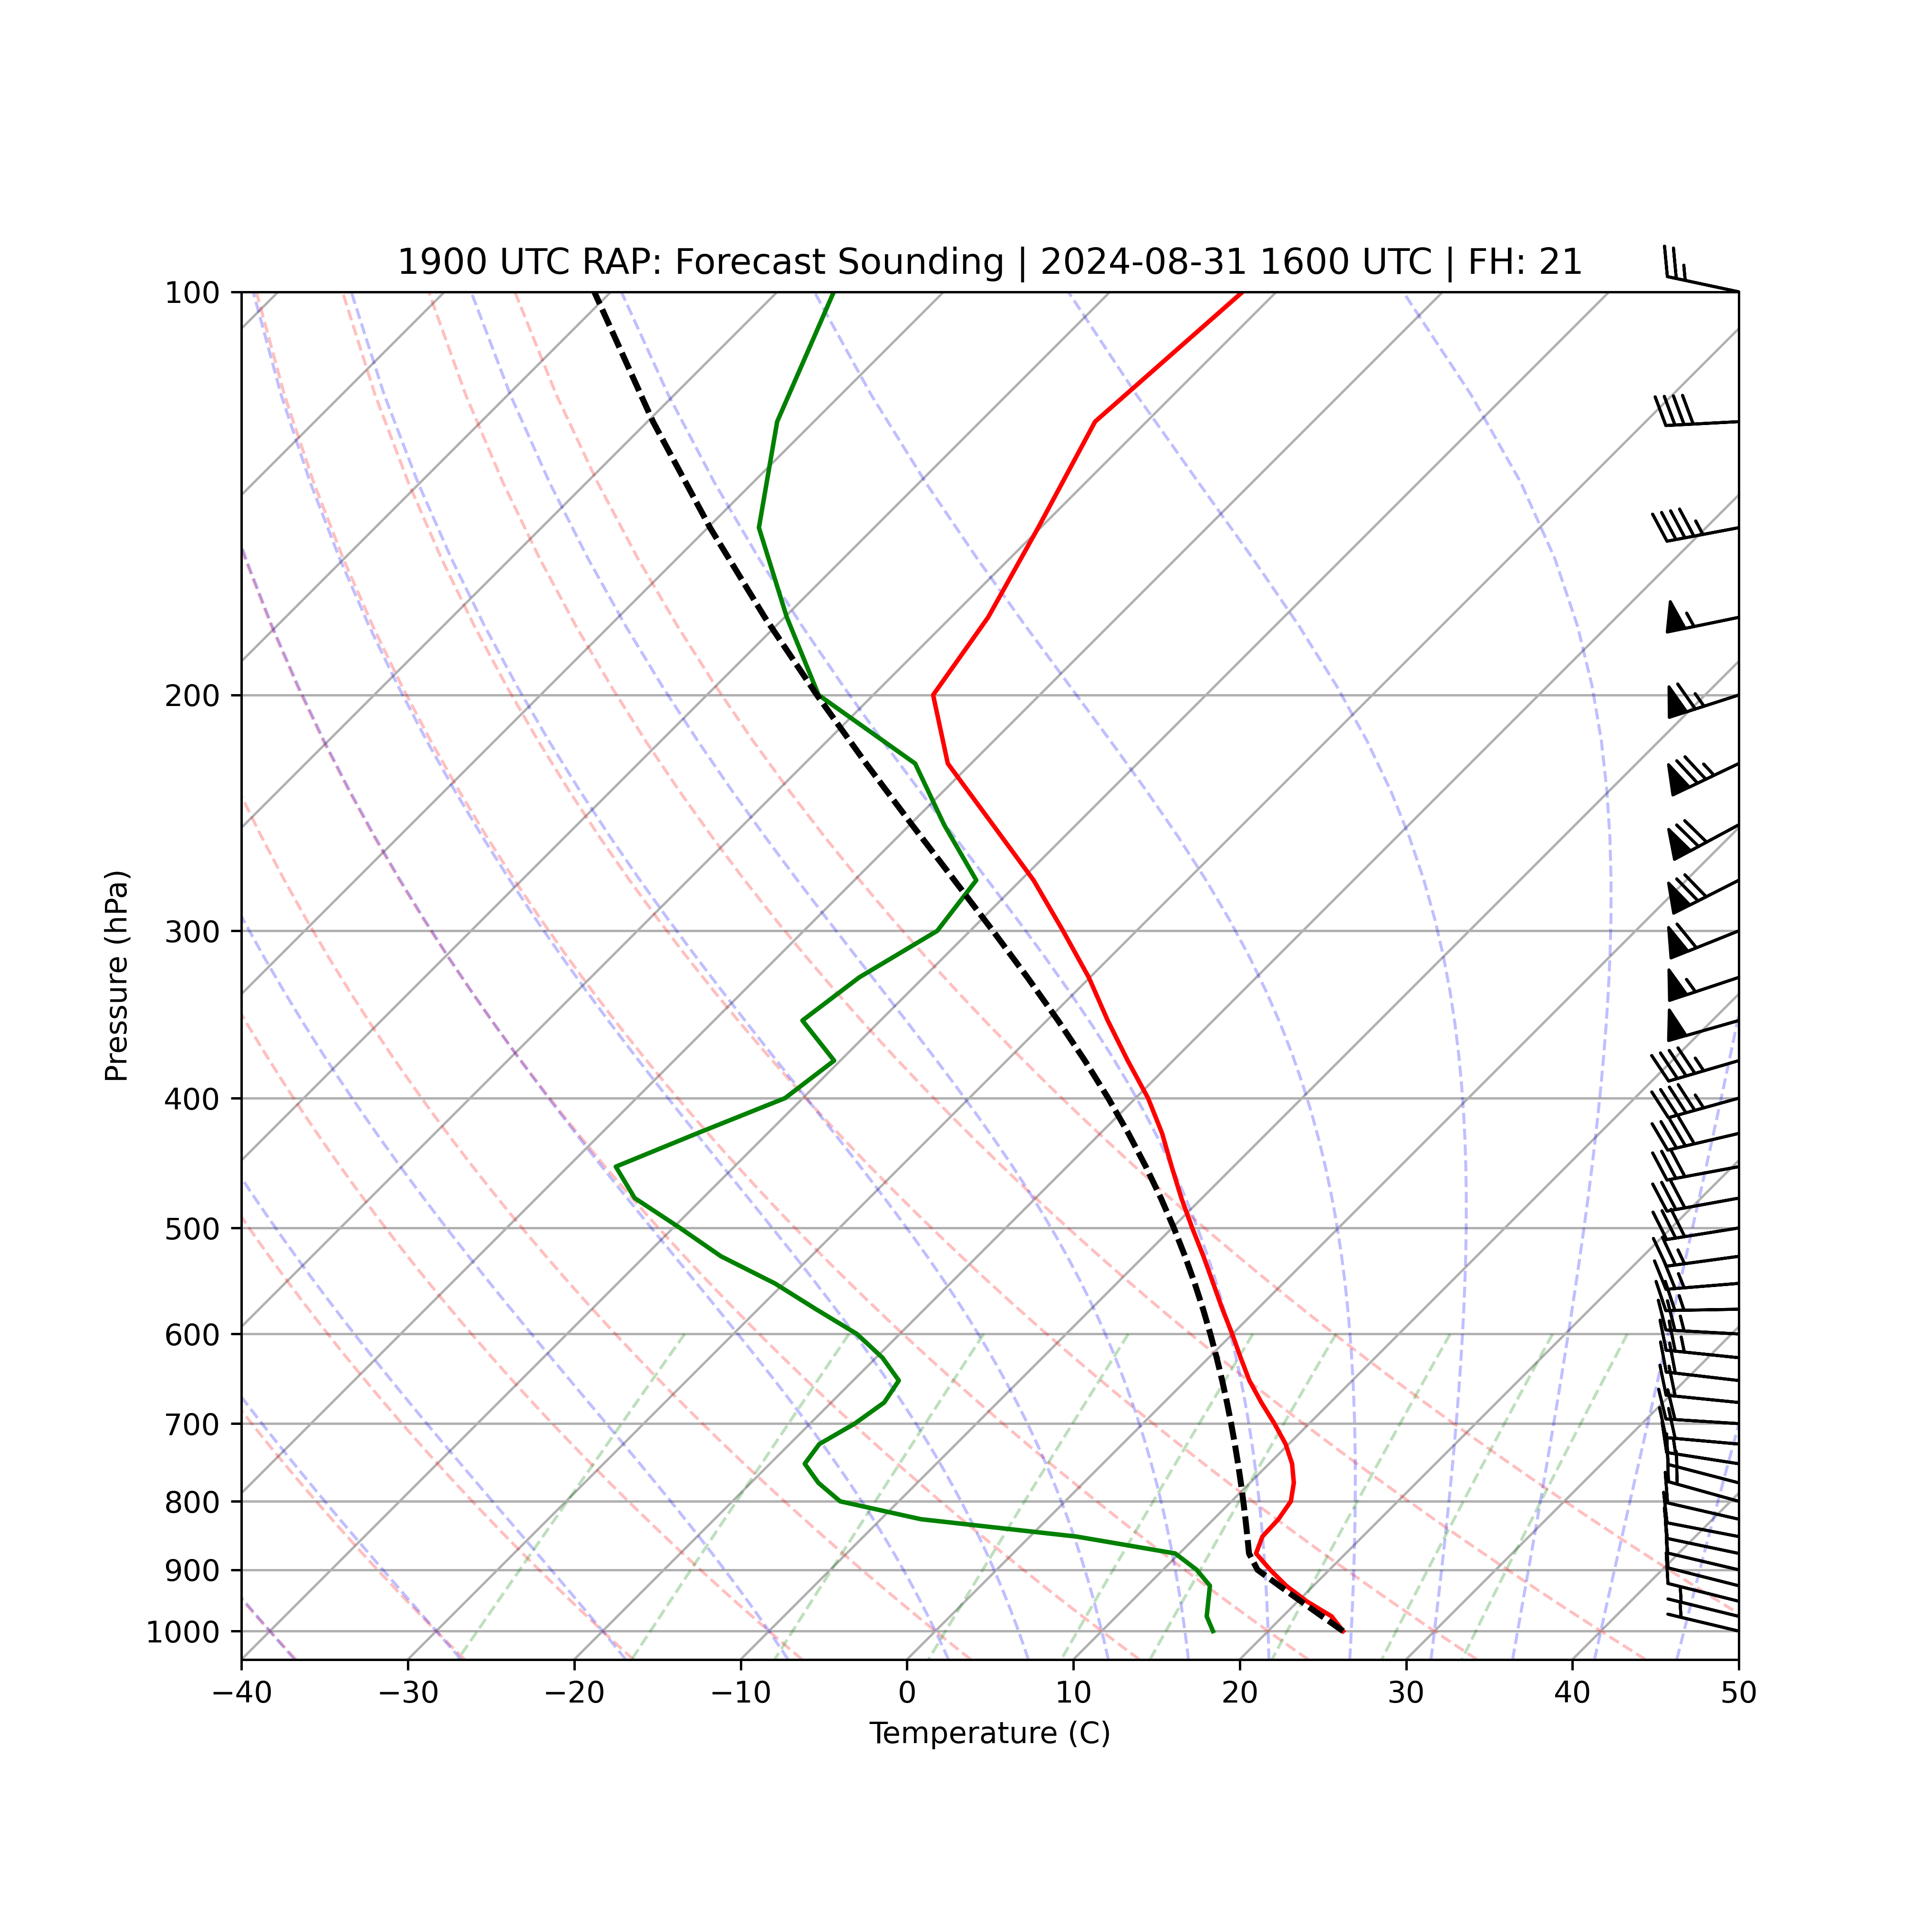 1900 UTC RAP: Forecast Sounding | 2024-08-31 1600 UTC | FH: 21
100
200
300
400
500
600
700
800
900
1000
Pressure (hPa)
−40 −30 −20 −10 0 10 20 30 40 50
Temperature (C)